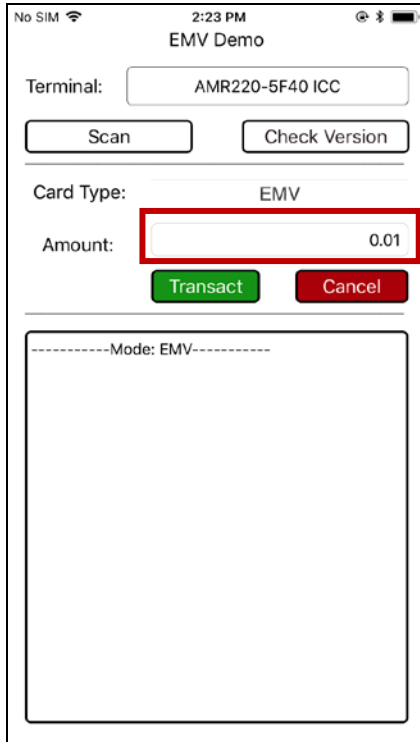 No SIM 2:23 PM
EMV Demo
Terminal: AMR220-5F40 ICC
Scan Check Version
Card Type: EMV
Amount: 0.01
Transact Cancel
-----------Mode: EMV-----------